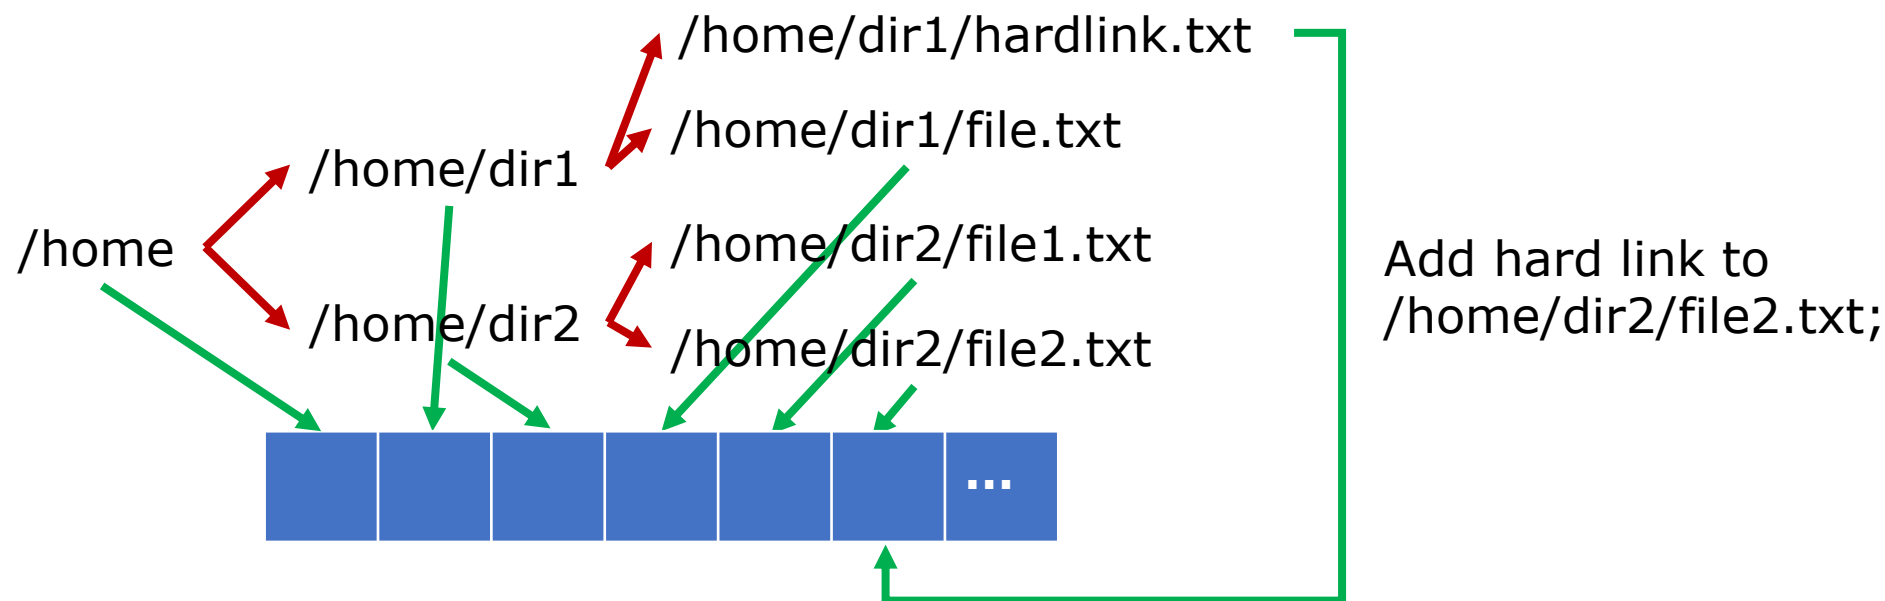 /home/dir1/hardlink.txt
/home/dir1/file.txt
/home/dir1
/home/dir2/file1.txt
/home
Add hard link to
/home/dir2/file2.txt;
/home/dir2
/home/dir2/file2.txt
...